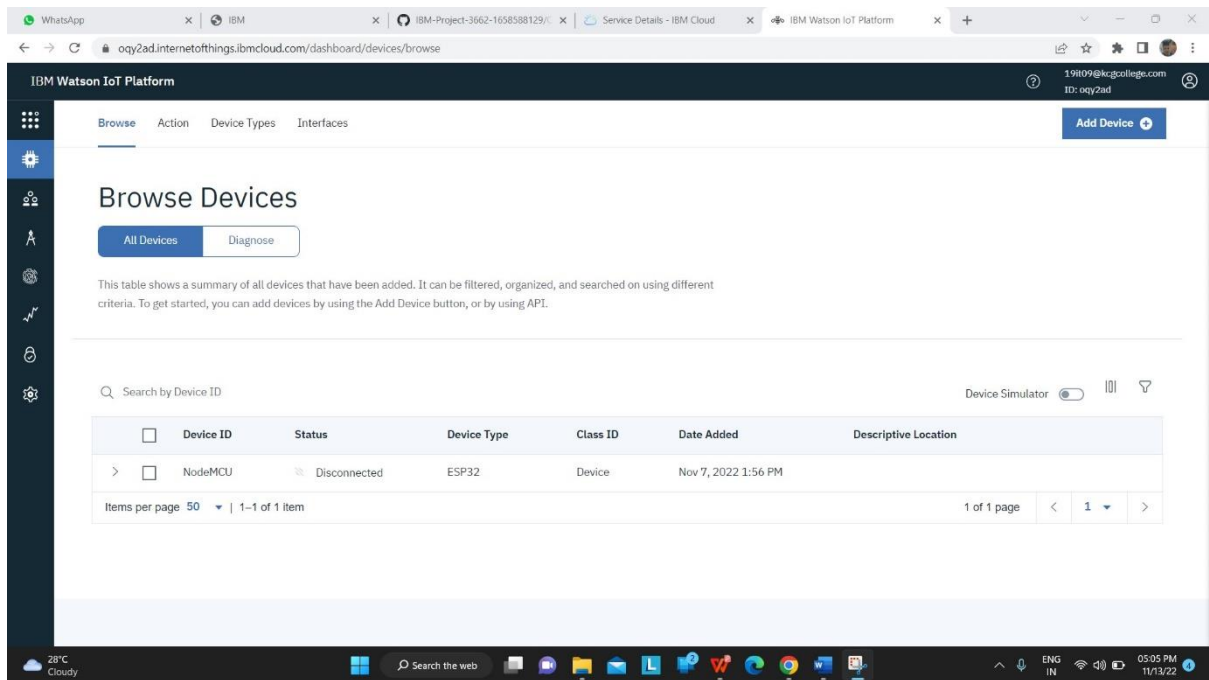 WhatsApp
IBM
IBM-Project-3662-1658588129/
Service Details - IBM Cloud
IBM Watson IoT Platform
oqy2ad.internetofthings.ibmcloud.com/dashboard/devices/browse
IBM Watson IoT Platform
19it09@kcgcollege.com
ID: oqy2ad
Browse Action Device Types Interfaces
Add Device
Browse Devices
All Devices Diagnose
This table shows a summary of all devices that have been added. It can be filtered, organized, and searched on using different
criteria. To get started, you can add devices by using the Add Device button, or by using API.
Search by Device ID
Device Simulator
Device ID Status Device Type Class ID Date Added Descriptive Location
NodeMCU Disconnected ESP32 Device Nov 7, 2022 1:56 PM
Items per page 50 | 1–1 of 1 item 1 of 1 page < 1 >
28°C
Cloudy
Search the web
ENG
IN
05:05 PM
11/13/22